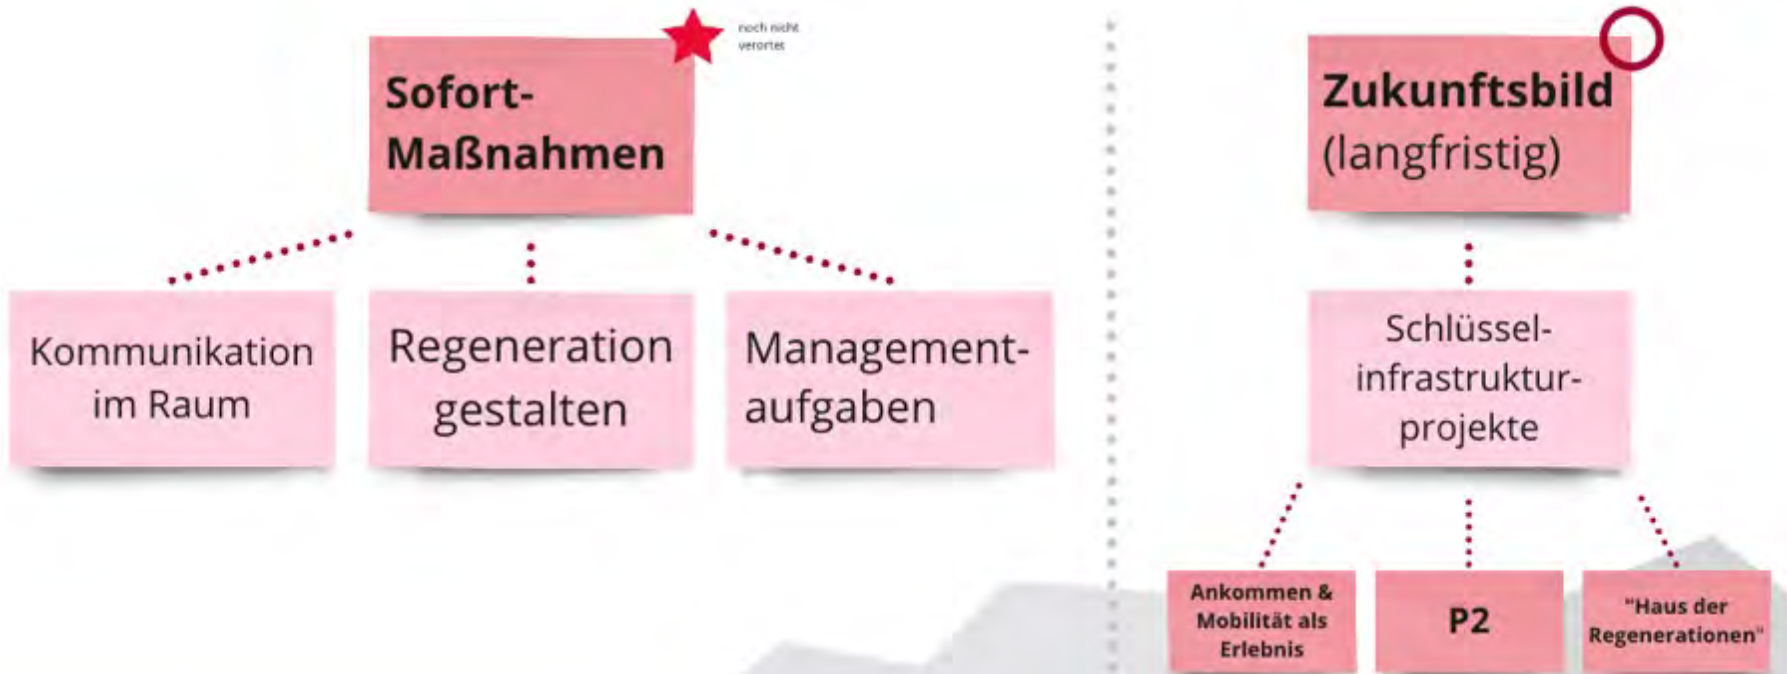 noch nicht
verortet
Sofort-
Maßnahmen
Kommunikation
im Raum
Regeneration
gestalten
Management-
aufgaben
Zukunftsbild
(langfristig)
Schlüssel-
infrastruktur-
projekte
Ankommen &
Mobilität als
Erlebnis
P2
"Haus der
Regenerationen"